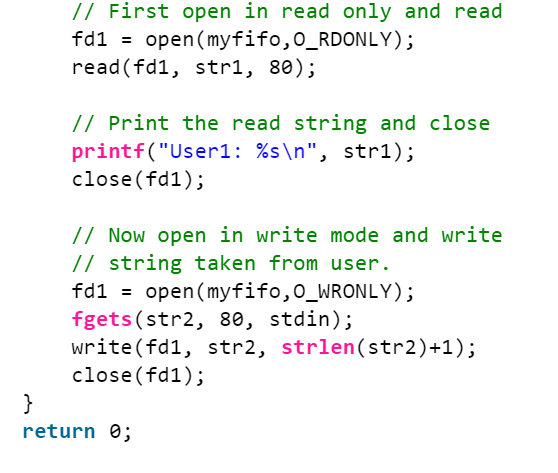 // First open in read only and read
fd1 = open(myfifo,O_RDONLY);
read(fd1, str1, 80);
// Print the read string and close
printf("User1: %s\n", str1);
close(fd1);
// Now open in write mode and write
// string taken from user.
fd1 = open(myfifo,O_WRONLY);
fgets(str2, 80, stdin);
write(fd1, str2, strlen(str2)+1);
close(fd1);
}
return 0;